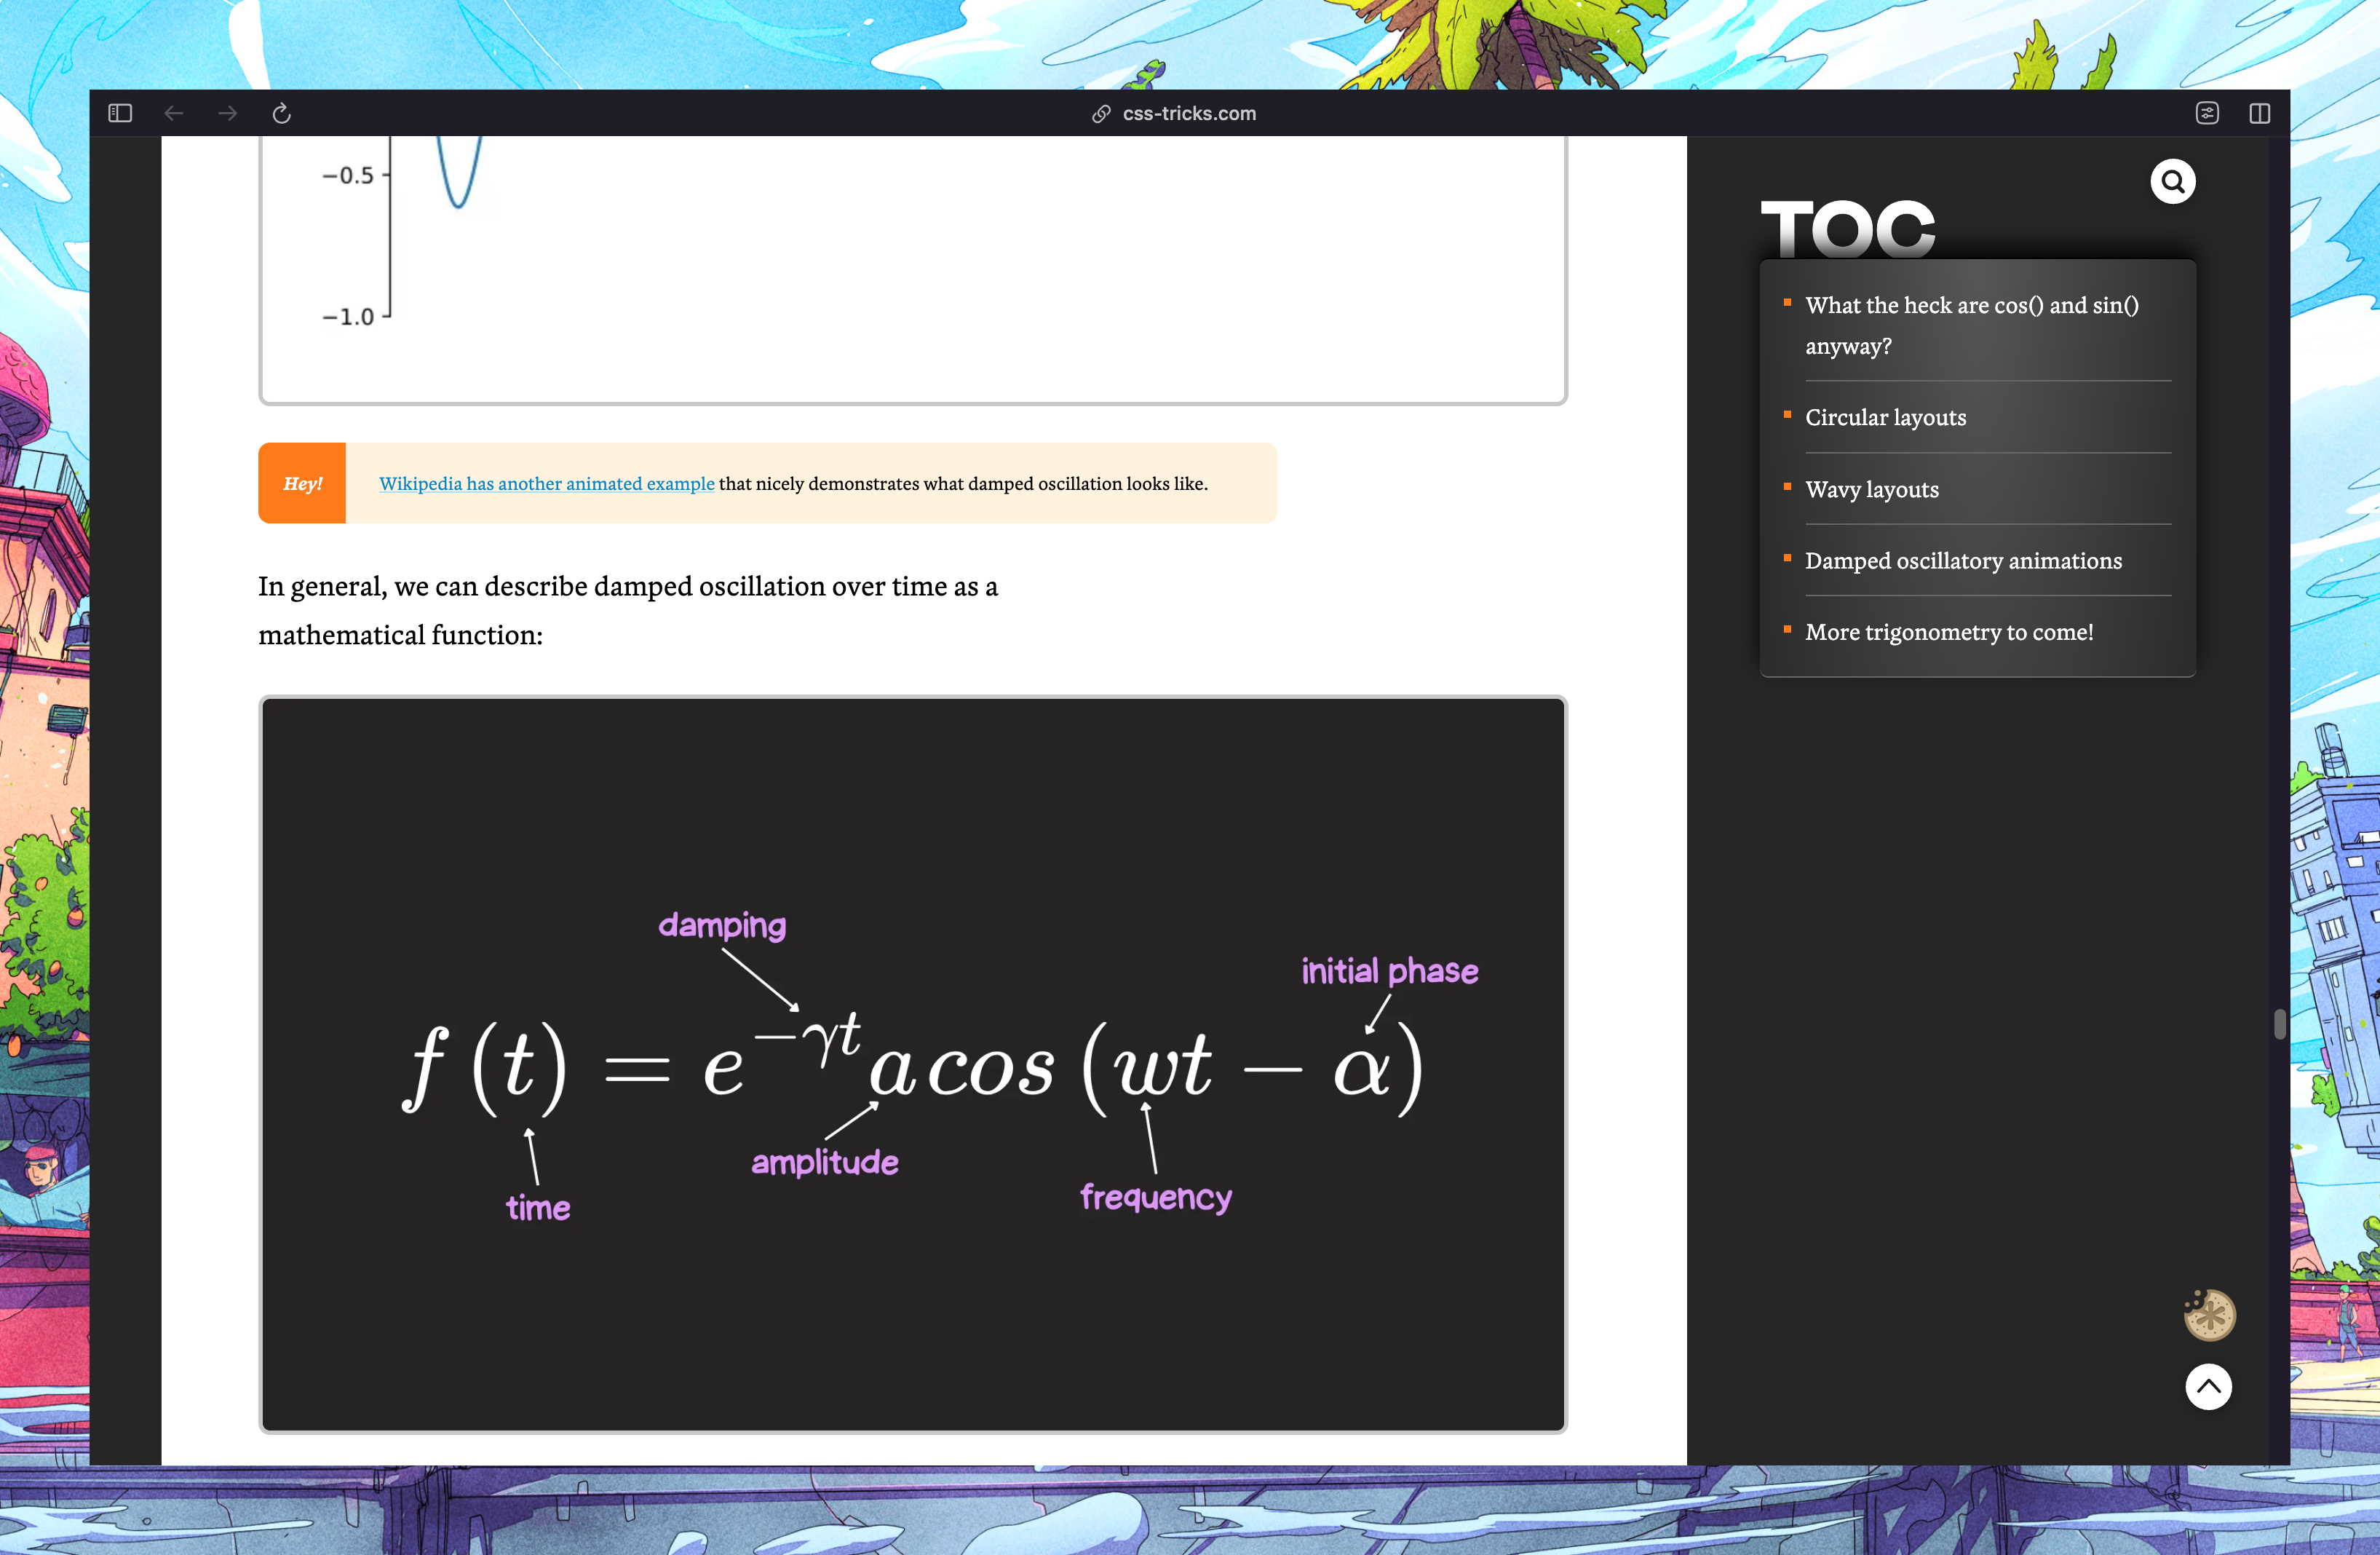 css-tricks.com
−0.5
−1.0
Hey!
Wikipedia has another animated example that nicely demonstrates what damped oscillation looks like.
In general, we can describe damped oscillation over time as a
mathematical function:
damping
initial phase
f (t) = e^{−γt} a cos (wt − α)
amplitude
frequency
time
TOC
What the heck are cos() and sin()
anyway?
Circular layouts
Wavy layouts
Damped oscillatory animations
More trigonometry to come!